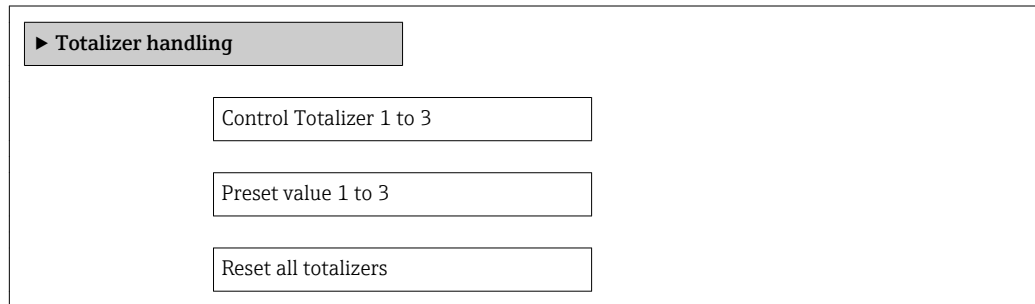 ► Totalizer handling
Control Totalizer 1 to 3
Preset value 1 to 3
Reset all totalizers